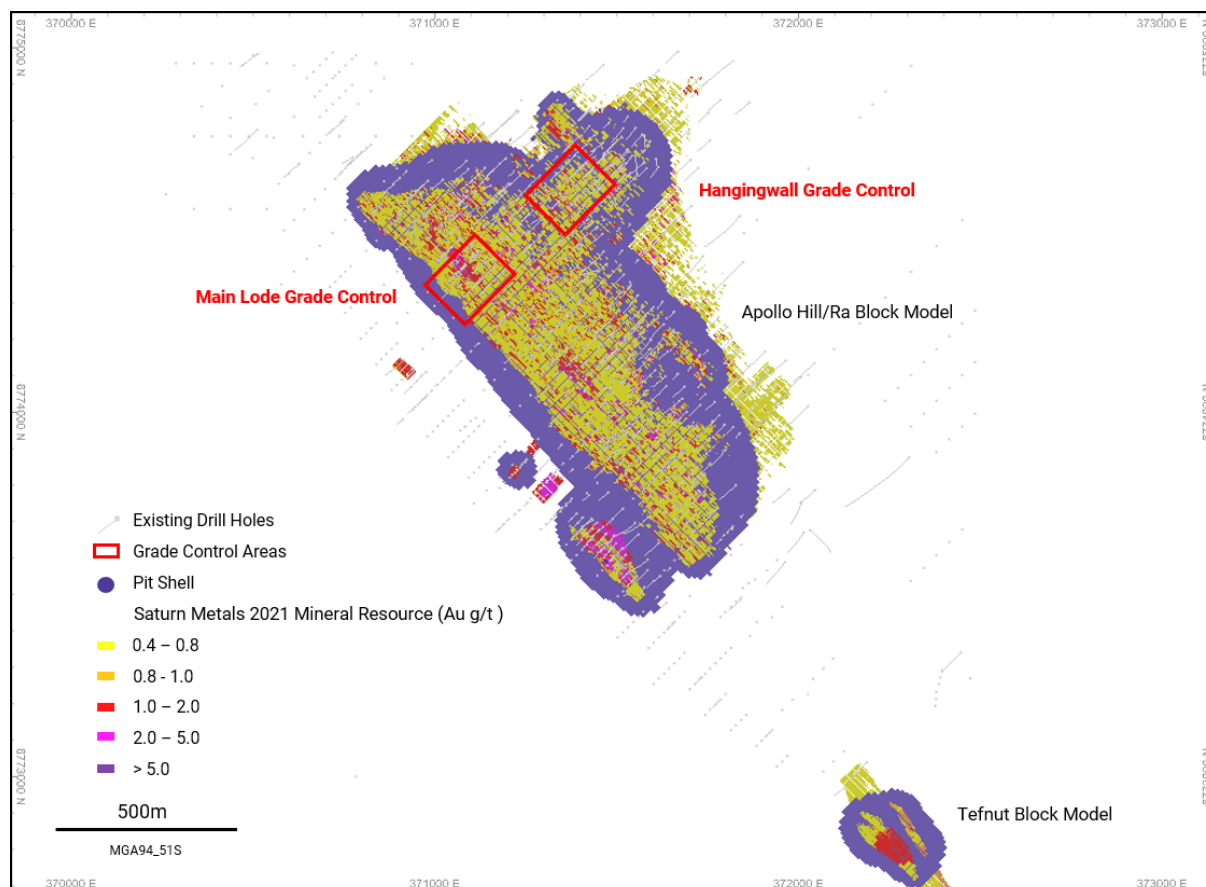 370000 E 371000 E 372000 E 373000 E
6775000 N
Hangingwall Grade Control
Main Lode Grade Control
Apollo Hill/Ra Block Model
6774000 N
Existing Drill Holes
Grade Control Areas
Pit Shell
Saturn Metals 2021 Mineral Resource (Au g/t )
0.4 – 0.8
0.8 - 1.0
1.0 – 2.0
2.0 – 5.0
> 5.0
6773000 N
500m
Tefnut Block Model
MGA94_51S
370000 E 371000 E 372000 E 373000 E